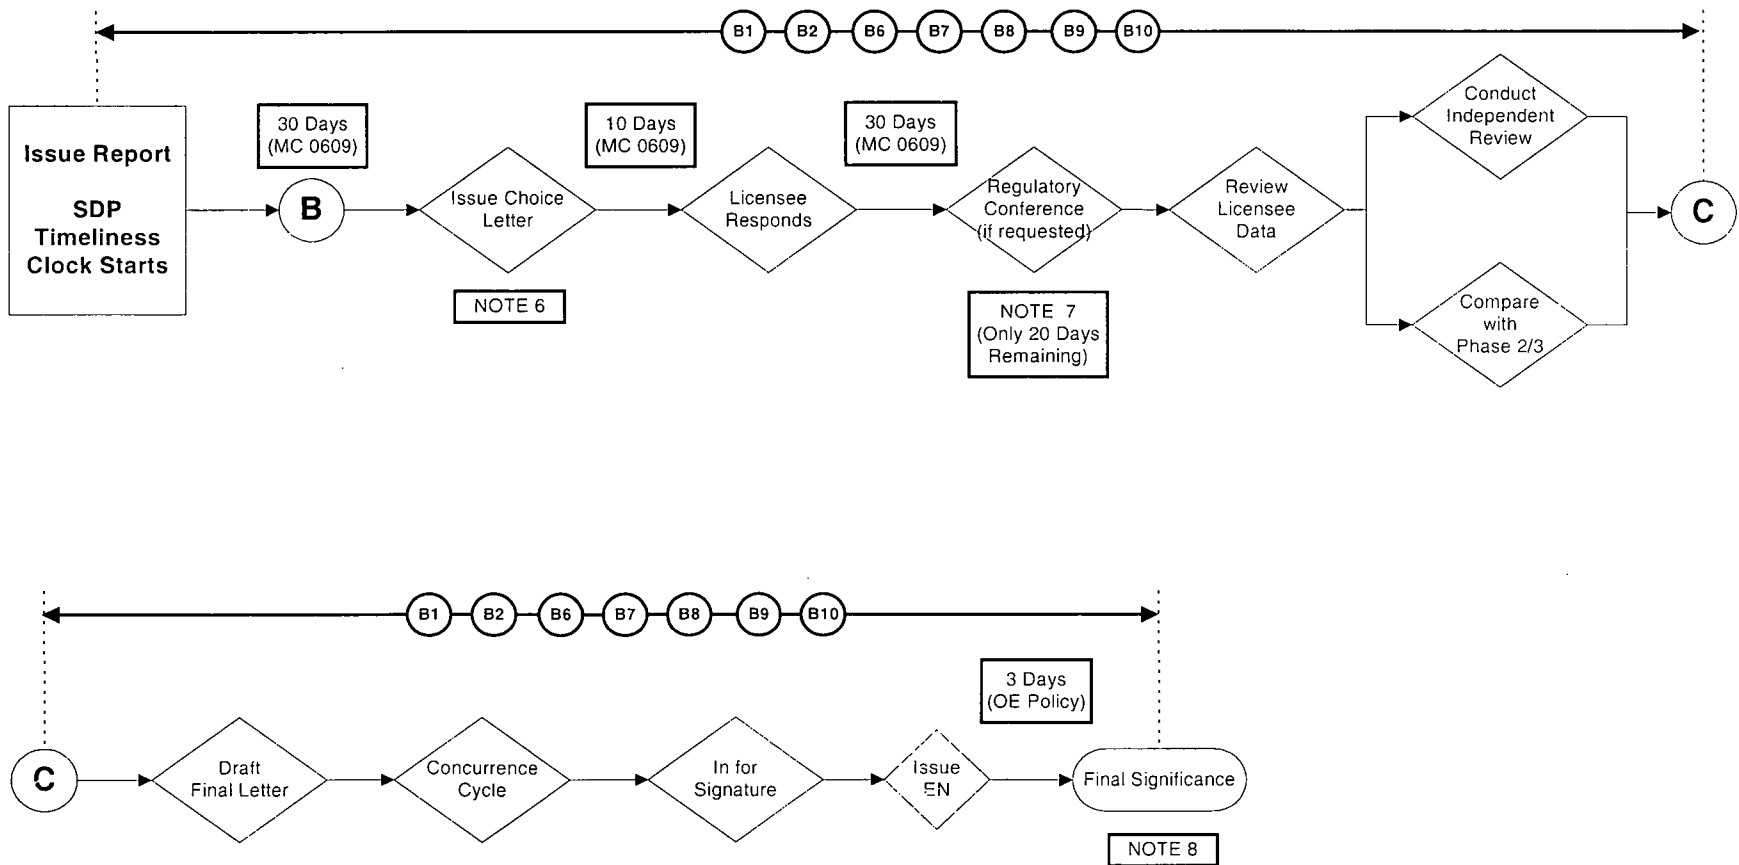 B1 B2 B6 B7 B8 B9 B10
Issue Report
SDP
Timeliness
Clock Starts
30 Days
(MC 0609)
B
Issue Choice
Letter
NOTE 6
10 Days
(MC 0609)
Licensee
Responds
30 Days
(MC 0609)
Regulatory
Conference
(if requested)
NOTE 7
(Only 20 Days
Remaining)
Review
Licensee
Data
Conduct
Independent
Review
Compare
with
Phase 2/3
C
B1 B2 B6 B7 B8 B9 B10
C
Draft
Final Letter
Concurrence
Cycle
In for
Signature
Issue
EN
3 Days
(OE Policy)
Final Significance
NOTE 8